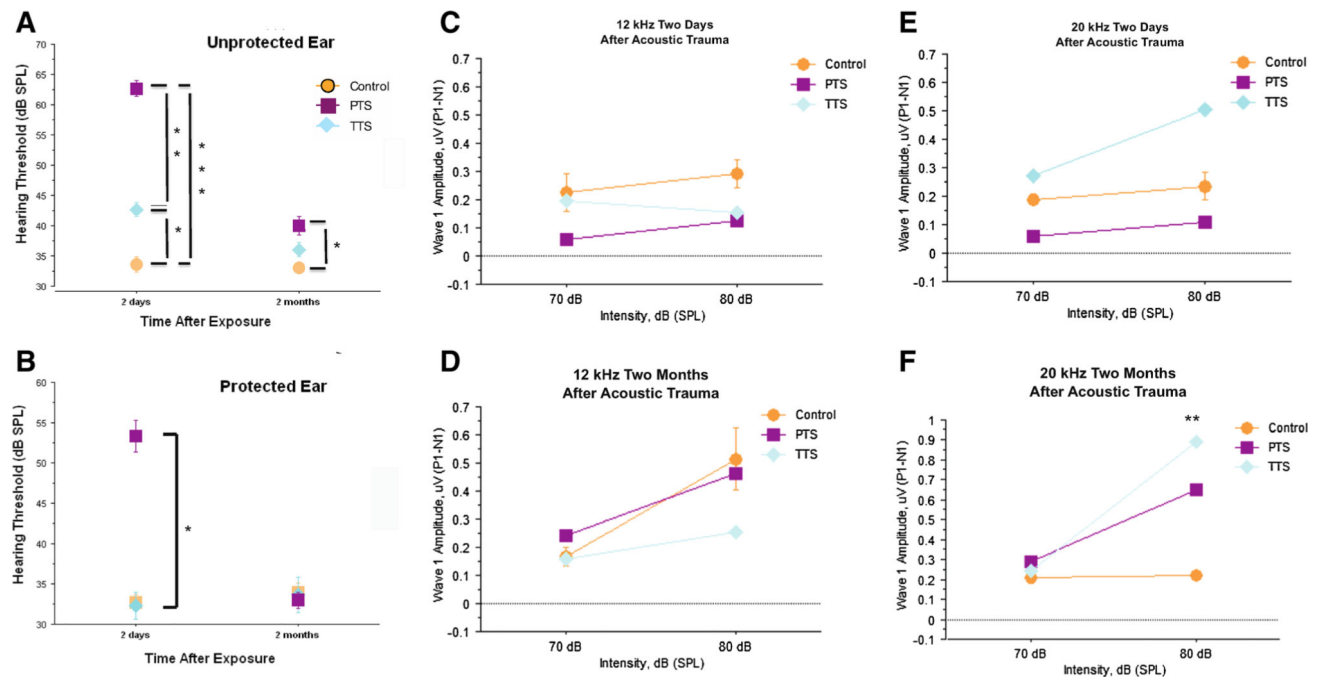 A
Unprotected Ear
Hearing Threshold (dB SPL)
70
65
60
55
50
45
40
35
30
Control
PTS
TTS
* *
* * *
*
*
2 days
2 months
Time After Exposure
B
Protected Ear
Hearing Threshold (dB SPL)
60
55
50
45
40
35
30
*
2 days
2 months
Time After Exposure
C
12 kHz Two Days
After Acoustic Trauma
Wave 1 Amplitude, uV (P1-N1)
0.7
0.6
0.5
0.4
0.3
0.2
0.1
0
-0.1
Control
PTS
TTS
70 dB
80 dB
Intensity, dB (SPL)
D
12 kHz Two Months
After Acoustic Trauma
Wave 1 Amplitude, uV (P1-N1)
0.7
0.6
0.5
0.4
0.3
0.2
0.1
0
-0.1
Control
PTS
TTS
70 dB
80 dB
Intensity, dB (SPL)
E
20 kHz Two Days
After Acoustic Trauma
Wave 1 Amplitude, uV (P1-N1)
0.7
0.6
0.5
0.4
0.3
0.2
0.1
0
-0.1
Control
PTS
TTS
70 dB
80 dB
Intensity, dB (SPL)
F
20 kHz Two Months
After Acoustic Trauma
Wave 1 Amplitude, uV (P1-N1)
1
0.9
0.8
0.7
0.6
0.5
0.4
0.3
0.2
0.1
0
-0.1
**
Control
PTS
TTS
70 dB
80 dB
Intensity, dB (SPL)